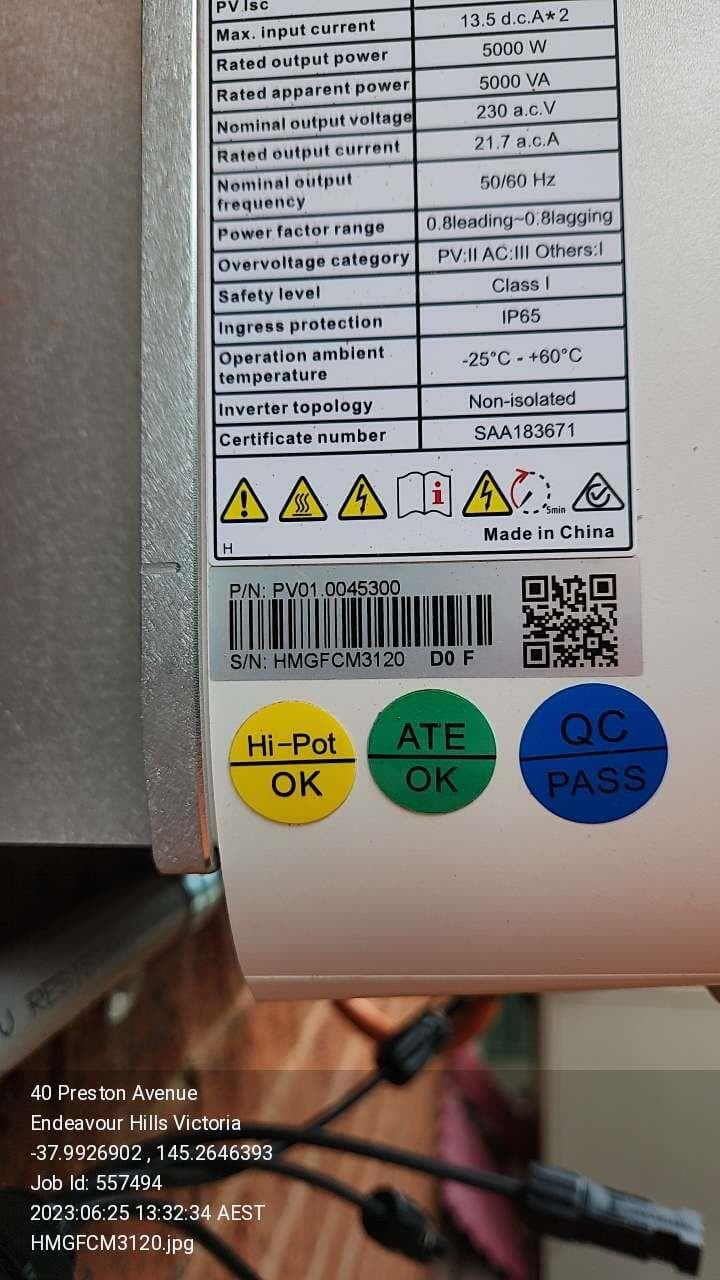 PV Isc
Max. input current 13.5 d.c.A*2
Rated output power 5000 W
Rated apparent power 5000 VA
Nominal output voltage 230 a.c.V
Rated output current 21.7 a.c.A
Nominal output frequency 50/60 Hz
Power factor range 0.8leading~0.8lagging
Overvoltage category PV:II AC:III Others:I
Safety level Class I
Ingress protection IP65
Operation ambient temperature -25°C - +60°C
Inverter topology Non-isolated
Certificate number SAA183671
5min
Made in China
H
P/N: PV01.0045300
S/N: HMGFCM3120 D0 F
Hi-Pot
OK
ATE
OK
QC
PASS
40 Preston Avenue
Endeavour Hills Victoria
-37.9926902 , 145.2646393
Job Id: 557494
2023:06:25 13:32:34 AEST
HMGFCM3120.jpg